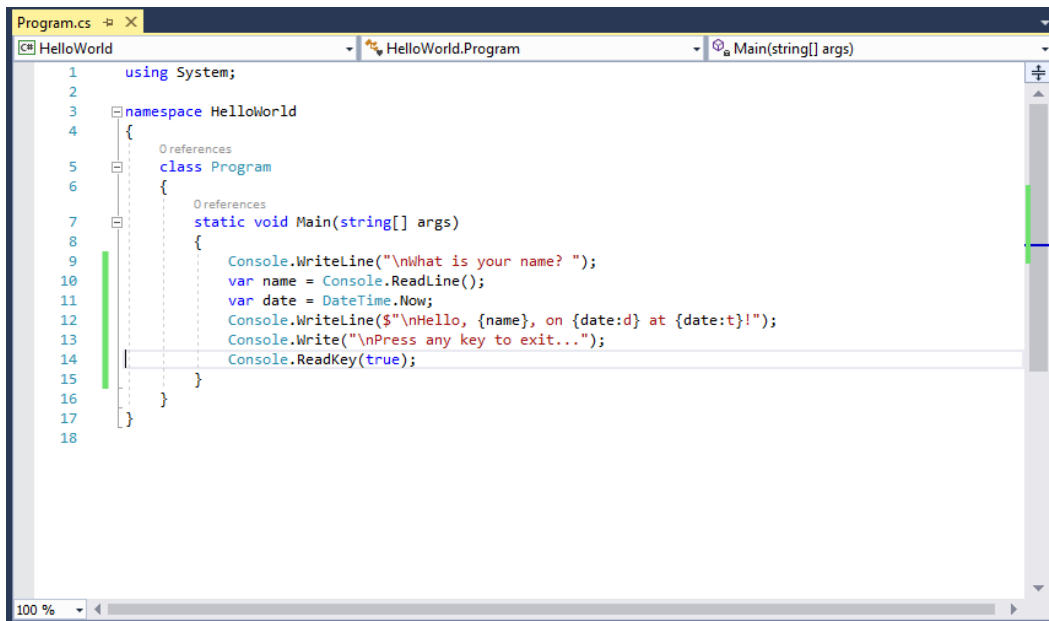 Program.cs
C# HelloWorld HelloWorld.Program Main(string[] args)
1 using System;
2
3 namespace HelloWorld
4 {
0 references
5 class Program
6 {
0 references
7 static void Main(string[] args)
8 {
9 Console.WriteLine("\nWhat is your name? ");
10 var name = Console.ReadLine();
11 var date = DateTime.Now;
12 Console.WriteLine($"\nHello, {name}, on {date:d} at {date:t}!");
13 Console.Write("\nPress any key to exit...");
14 Console.ReadKey(true);
15 }
16 }
17 }
18
100 %